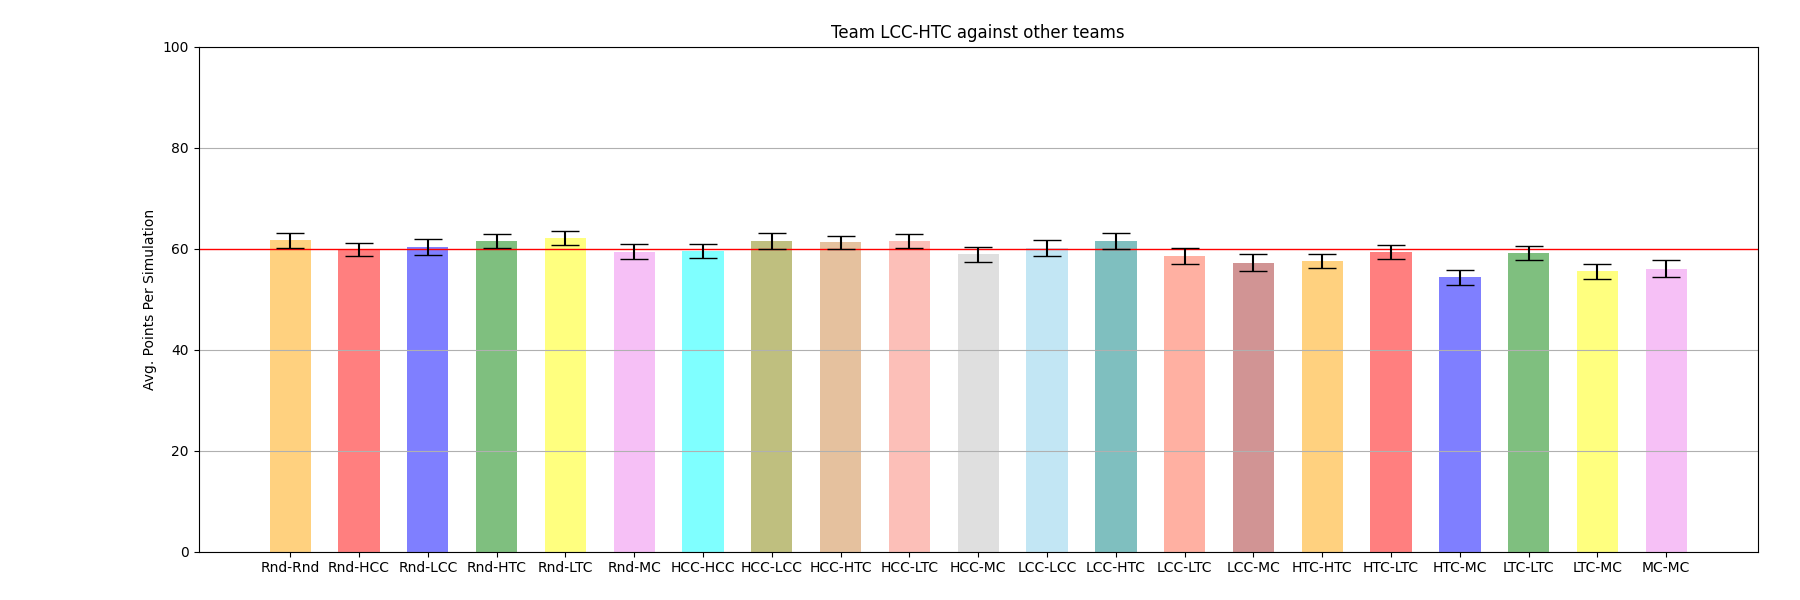 Team LCC-HTC against other teams
Avg. Points Per Simulation
100
80
60
40
20
0
Rnd-Rnd Rnd-HCC Rnd-LCC Rnd-HTC Rnd-LTC Rnd-MC HCC-HCC HCC-LCC HCC-HTC HCC-LTC HCC-MC LCC-LCC LCC-HTC LCC-LTC LCC-MC HTC-HTC HTC-LTC HTC-MC LTC-LTC LTC-MC MC-MC